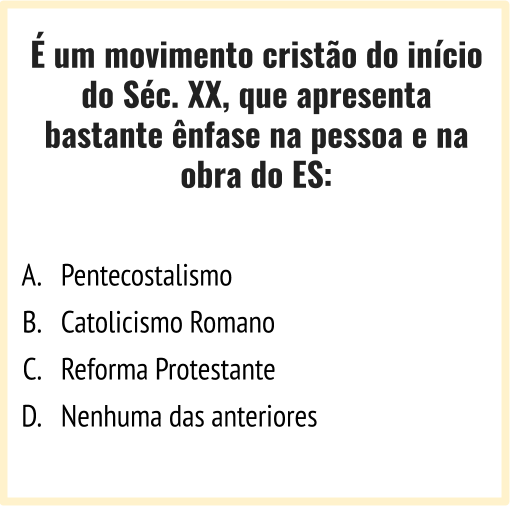 É um movimento cristão do início
do Séc. XX, que apresenta
bastante ênfase na pessoa e na
obra do ES:
A. Pentecostalismo
B. Catolicismo Romano
C. Reforma Protestante
D. Nenhuma das anteriores